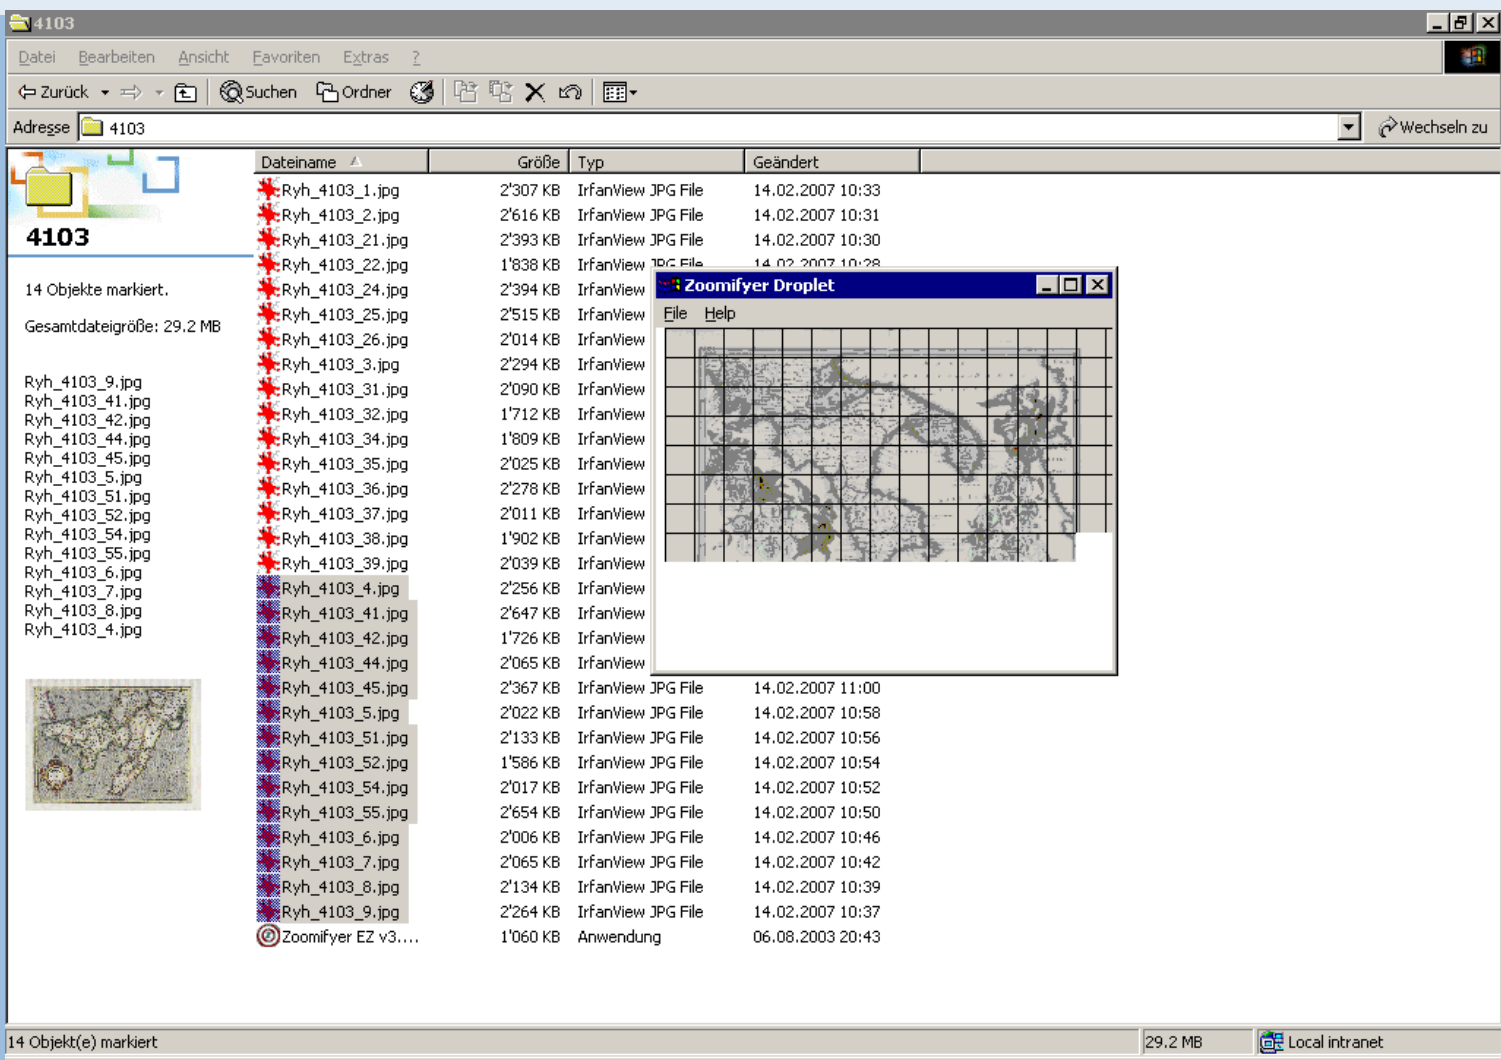 4103
Datei Bearbeiten Ansicht Favoriten Extras ?
Zurück Suchen Ordner
Adresse 4103 Wechseln zu
Dateiname Größe Typ Geändert
4103
14 Objekte markiert.
Gesamtdateigröße: 29.2 MB
Ryh_4103_9.jpg
Ryh_4103_41.jpg
Ryh_4103_42.jpg
Ryh_4103_44.jpg
Ryh_4103_45.jpg
Ryh_4103_5.jpg
Ryh_4103_51.jpg
Ryh_4103_52.jpg
Ryh_4103_54.jpg
Ryh_4103_55.jpg
Ryh_4103_6.jpg
Ryh_4103_7.jpg
Ryh_4103_8.jpg
Ryh_4103_4.jpg
Ryh_4103_1.jpg 2'307 KB IrfanView JPG File 14.02.2007 10:33
Ryh_4103_2.jpg 2'616 KB IrfanView JPG File 14.02.2007 10:31
Ryh_4103_21.jpg 2'393 KB IrfanView JPG File 14.02.2007 10:30
Ryh_4103_22.jpg 1'838 KB IrfanView JPG File 14.02.2007 10:28
Ryh_4103_24.jpg 2'394 KB IrfanView
Ryh_4103_25.jpg 2'515 KB IrfanView
Ryh_4103_26.jpg 2'014 KB IrfanView
Ryh_4103_3.jpg 2'294 KB IrfanView
Ryh_4103_31.jpg 2'090 KB IrfanView
Ryh_4103_32.jpg 1'712 KB IrfanView
Ryh_4103_34.jpg 1'809 KB IrfanView
Ryh_4103_35.jpg 2'025 KB IrfanView
Ryh_4103_36.jpg 2'278 KB IrfanView
Ryh_4103_37.jpg 2'011 KB IrfanView
Ryh_4103_38.jpg 1'902 KB IrfanView
Ryh_4103_39.jpg 2'039 KB IrfanView
Ryh_4103_4.jpg 2'256 KB IrfanView
Ryh_4103_41.jpg 2'647 KB IrfanView
Ryh_4103_42.jpg 1'726 KB IrfanView
Ryh_4103_44.jpg 2'065 KB IrfanView
Ryh_4103_45.jpg 2'367 KB IrfanView JPG File 14.02.2007 11:00
Ryh_4103_5.jpg 2'022 KB IrfanView JPG File 14.02.2007 10:58
Ryh_4103_51.jpg 2'133 KB IrfanView JPG File 14.02.2007 10:56
Ryh_4103_52.jpg 1'586 KB IrfanView JPG File 14.02.2007 10:54
Ryh_4103_54.jpg 2'017 KB IrfanView JPG File 14.02.2007 10:52
Ryh_4103_55.jpg 2'654 KB IrfanView JPG File 14.02.2007 10:50
Ryh_4103_6.jpg 2'006 KB IrfanView JPG File 14.02.2007 10:46
Ryh_4103_7.jpg 2'065 KB IrfanView JPG File 14.02.2007 10:42
Ryh_4103_8.jpg 2'134 KB IrfanView JPG File 14.02.2007 10:39
Ryh_4103_9.jpg 2'264 KB IrfanView JPG File 14.02.2007 10:37
Zoomifyer EZ v3.... 1'060 KB Anwendung 06.08.2003 20:43
Zoomifyer Droplet
File Help
14 Objekt(e) markiert 29.2 MB Local intranet